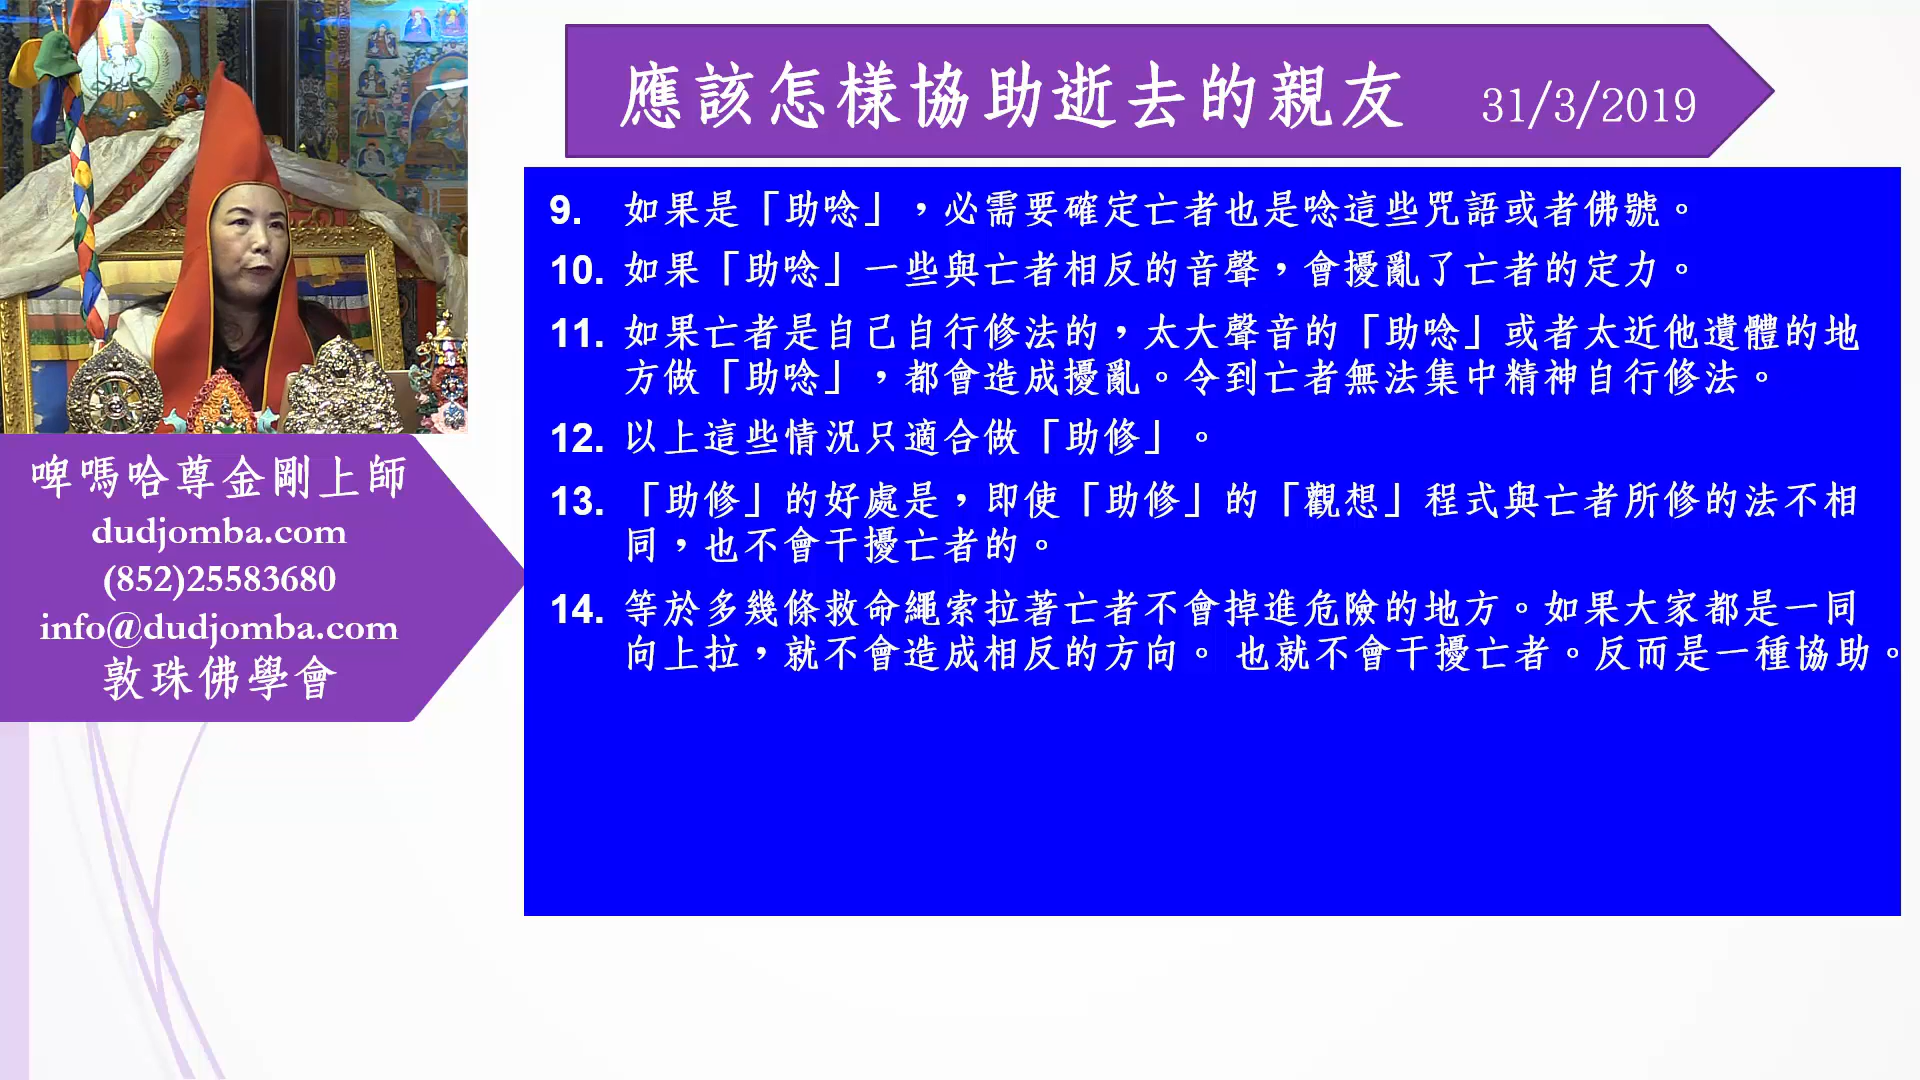 應該怎樣協助逝去的親友 31/3/2019
9. 如果是「助唸」，必需要確定亡者也是唸這些咒語或者佛號。
10. 如果「助唸」一些與亡者相反的音聲，會擾亂了亡者的定力。
11. 如果亡者是自己自行修法的，太大聲音的「助唸」或者太近他遺體的地
方做「助唸」，都會造成擾亂。令到亡者無法集中精神自行修法。
12. 以上這些情況只適合做「助修」。
13. 「助修」的好處是，即使「助修」的「觀想」程式與亡者所修的法不相
同，也不會干擾亡者的。
14. 等於多幾條救命繩索拉著亡者不會掉進危險的地方。如果大家都是一同
向上拉，就不會造成相反的方向。 也就不會干擾亡者。反而是一種協助。
啤嗎哈尊金剛上師
dudjomba.com
(852)25583680
info@dudjomba.com
敦珠佛學會